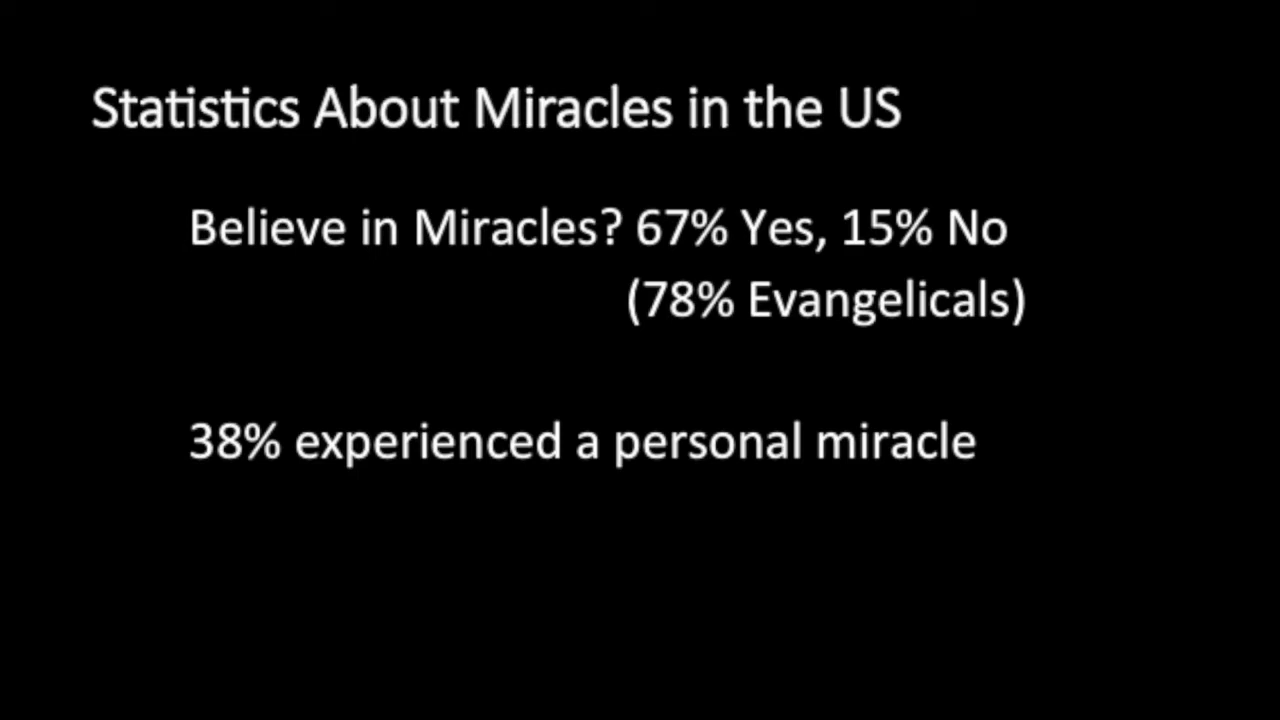 Statistics About Miracles in the US
Believe in Miracles? 67% Yes, 15% No
(78% Evangelicals)
38% experienced a personal miracle